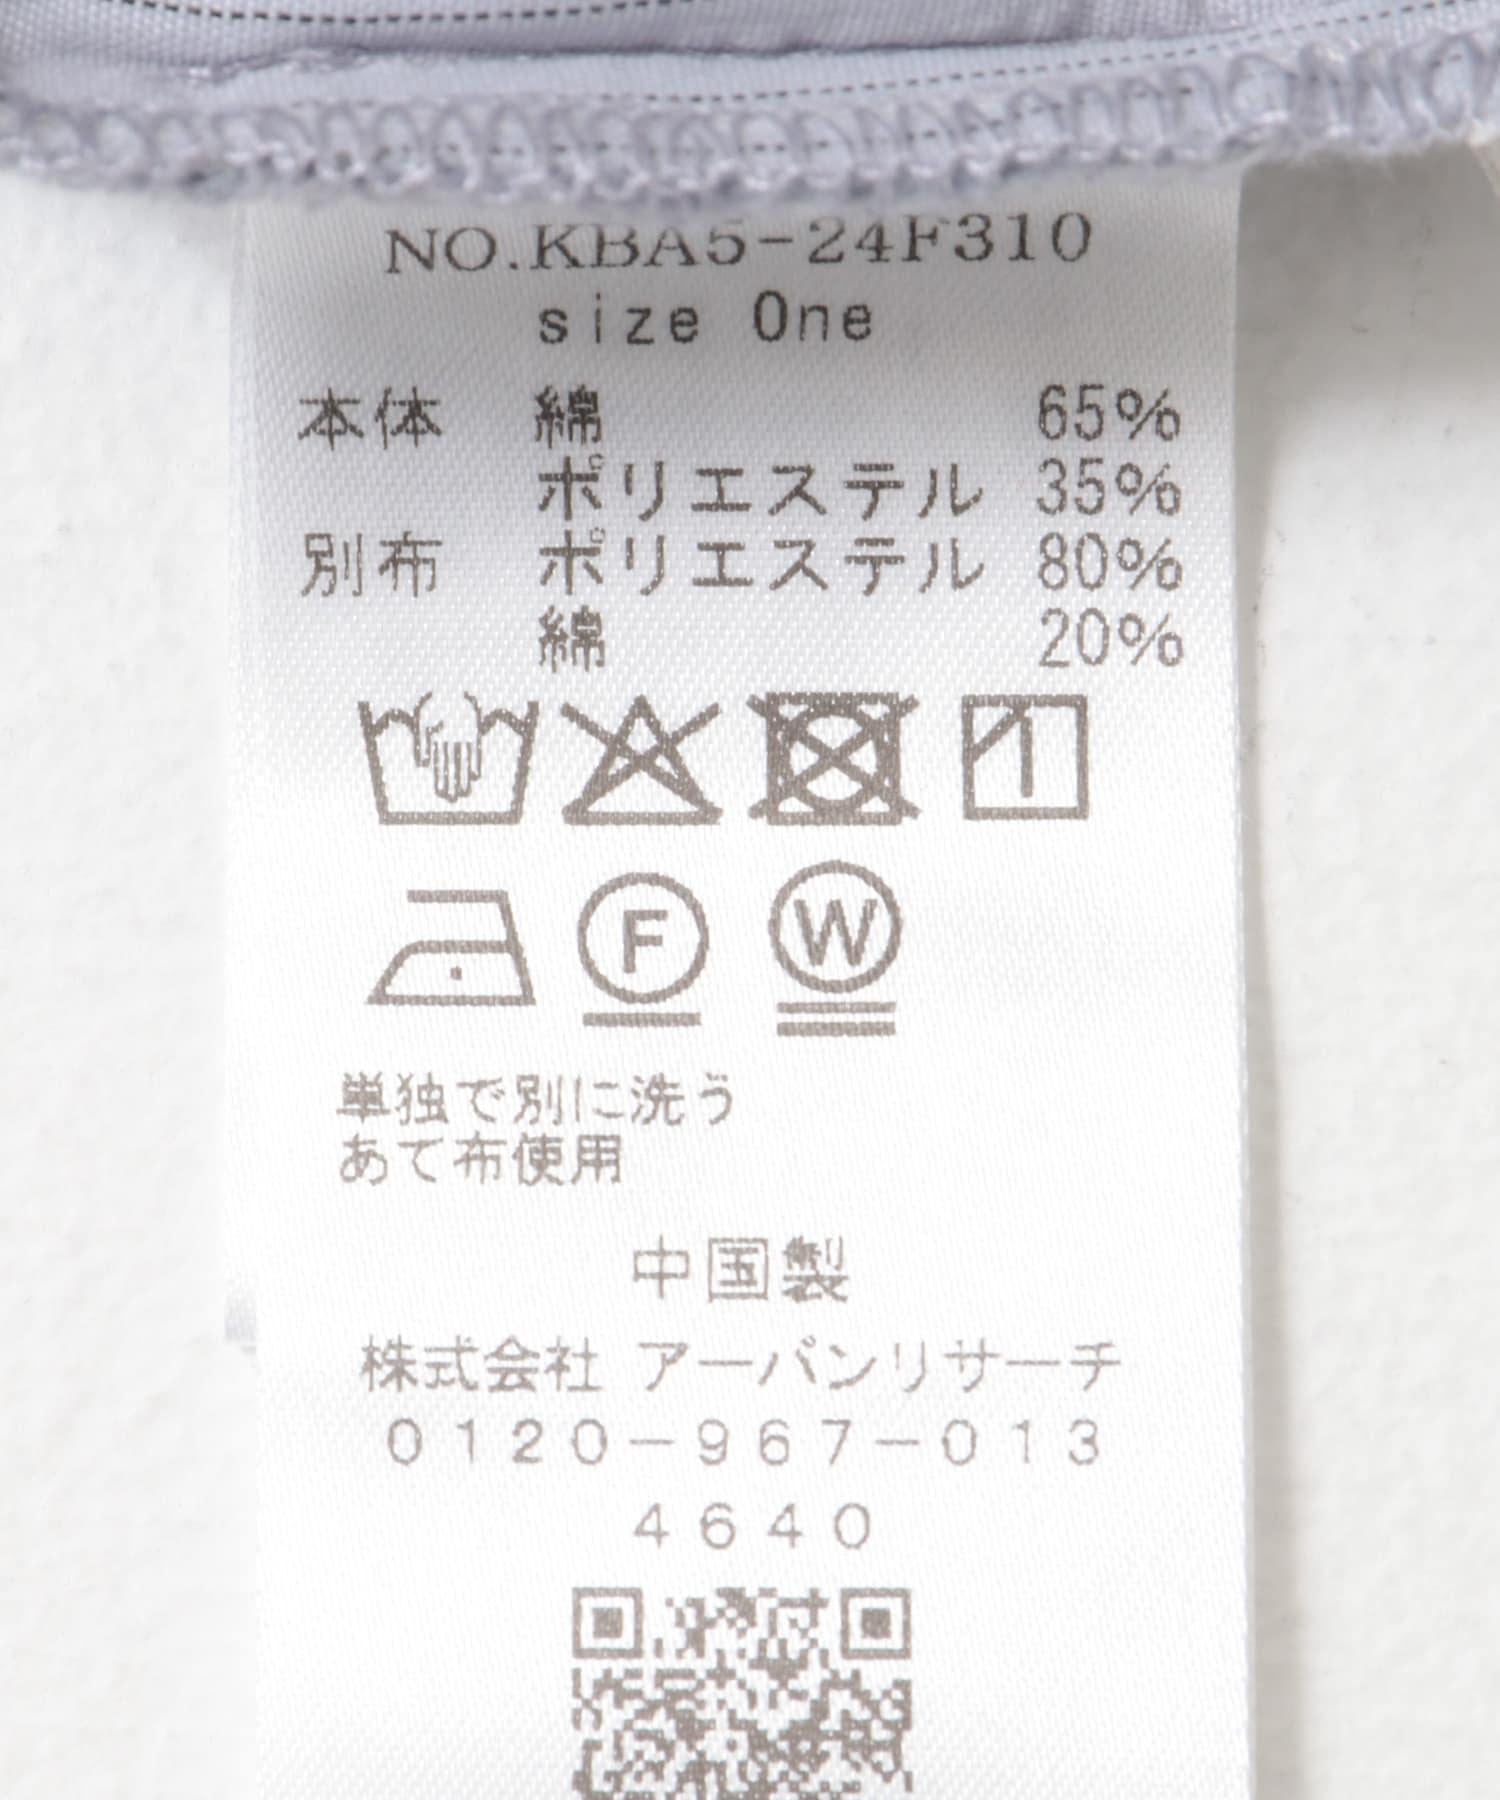 NO.KBA5-24F310
size One
本体 綿 65%
ポリエステル 35%
別布 ポリエステル 80%
綿 20%
F W
単独で別に洗う
あて布使用
中国製
株式会社 アーバンリサーチ
0120-967-013
4640